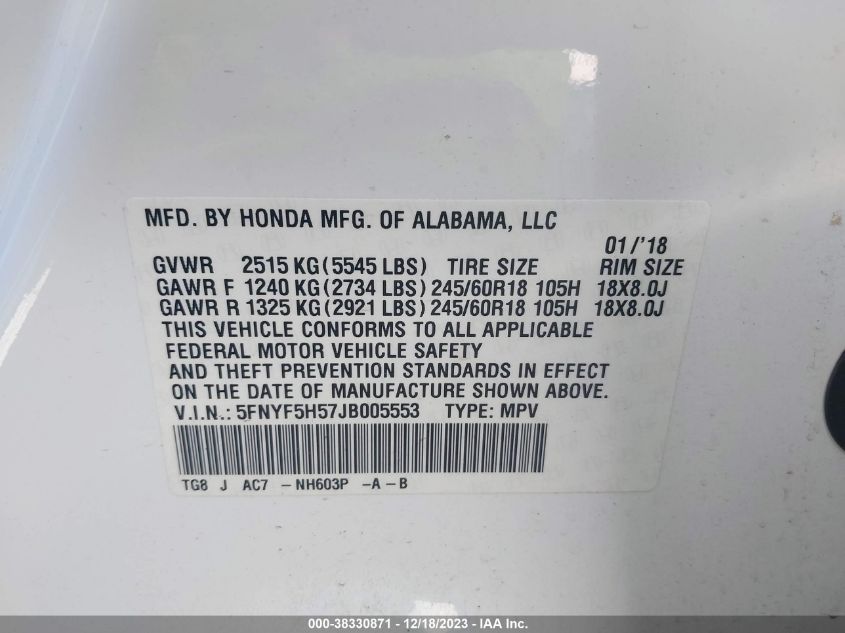 MFD. BY HONDA MFG. OF ALABAMA, LLC
01/'18
GVWR 2515 KG (5545 LBS) TIRE SIZE RIM SIZE
GAWR F 1240 KG (2734 LBS) 245/60R18 105H 18X8.0J
GAWR R 1325 KG (2921 LBS) 245/60R18 105H 18X8.0J
THIS VEHICLE CONFORMS TO ALL APPLICABLE
FEDERAL MOTOR VEHICLE SAFETY
AND THEFT PREVENTION STANDARDS IN EFFECT
ON THE DATE OF MANUFACTURE SHOWN ABOVE.
V.I.N.: 5FNYF5H57JB005553 TYPE: MPV
TG8 J AC7 - NH603P - A - B
000-38330871 - 12/18/2023 - IAA Inc.